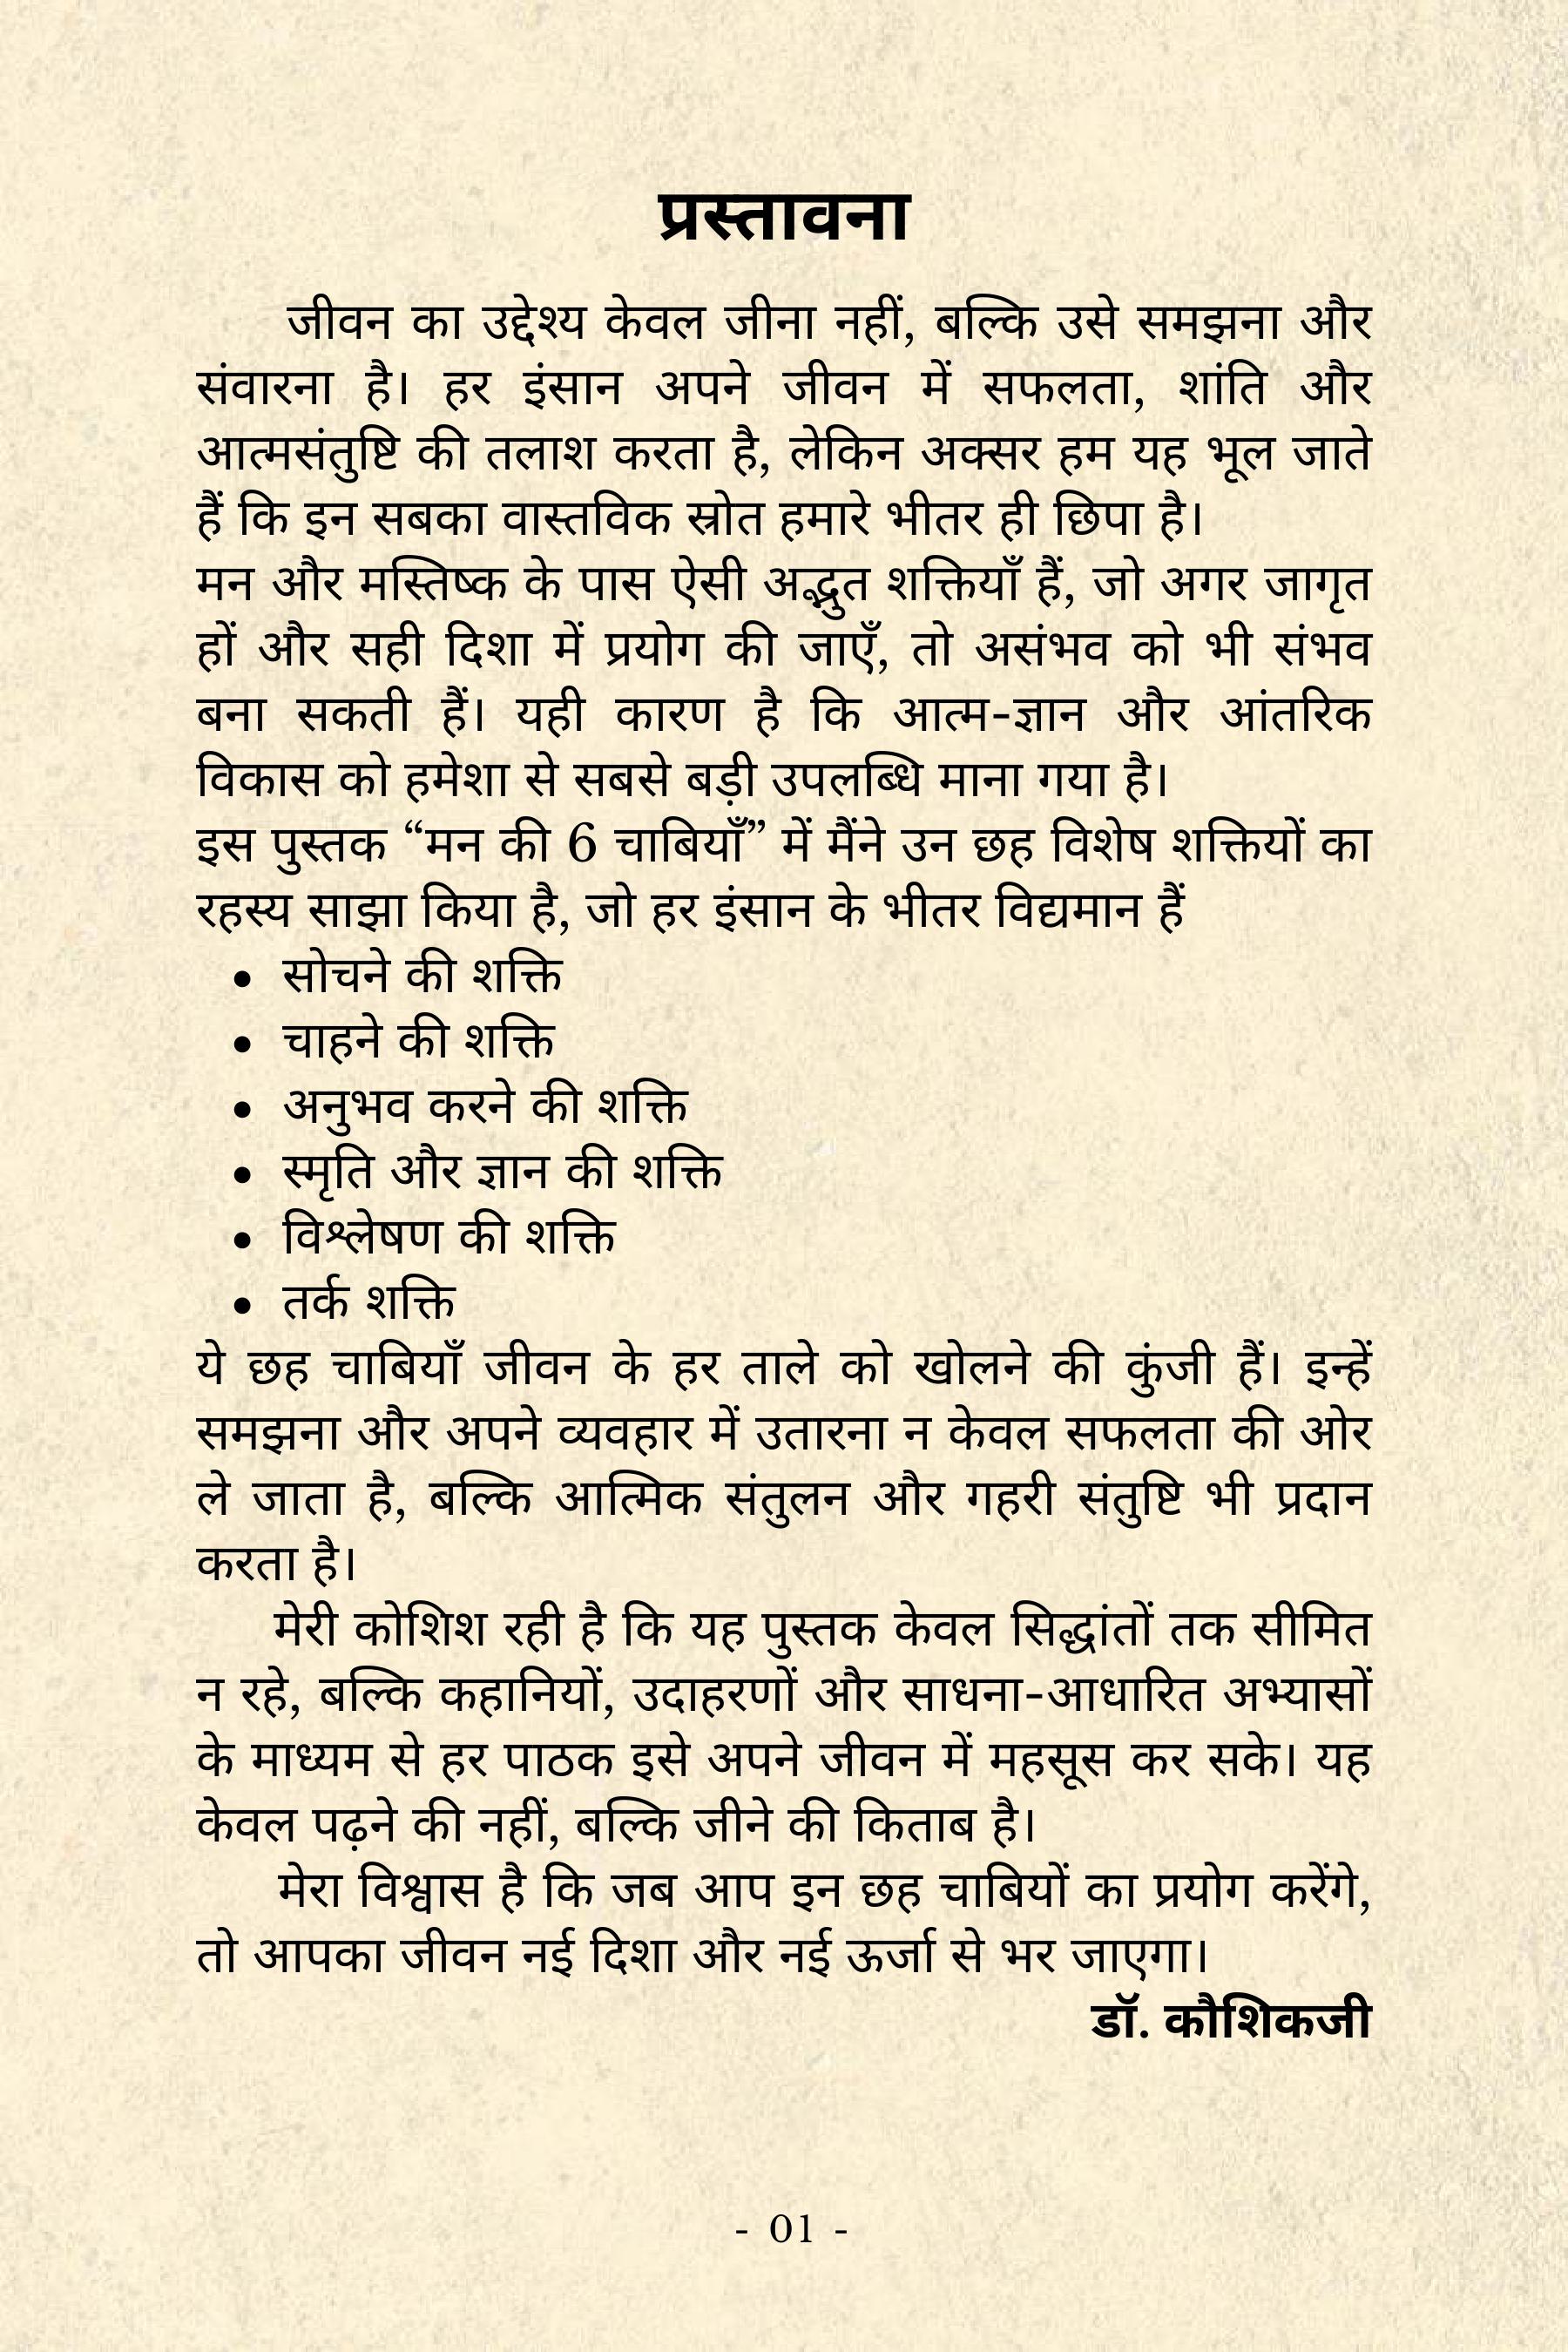 प्रस्तावना
जीवन का उद्देश्य केवल जीना नहीं, बल्कि उसे समझना और
संवारना है। हर इंसान अपने जीवन में सफलता, शांति और
आत्मसंतुष्टि की तलाश करता है, लेकिन अक्सर हम यह भूल जाते
हैं कि इन सबका वास्तविक स्रोत हमारे भीतर ही छिपा है।
मन और मस्तिष्क के पास ऐसी अद्भुत शक्तियाँ हैं, जो अगर जागृत
हों और सही दिशा में प्रयोग की जाएँ, तो असंभव को भी संभव
बना सकती हैं। यही कारण है कि आत्म-ज्ञान और आंतरिक
विकास को हमेशा से सबसे बड़ी उपलब्धि माना गया है।
इस पुस्तक “मन की 6 चाबियाँ” में मैंने उन छह विशेष शक्तियों का
रहस्य साझा किया है, जो हर इंसान के भीतर विद्यमान हैं
• सोचने की शक्ति
• चाहने की शक्ति
• अनुभव करने की शक्ति
• स्मृति और ज्ञान की शक्ति
• विश्लेषण की शक्ति
• तर्क शक्ति
ये छह चाबियाँ जीवन के हर ताले को खोलने की कुंजी हैं। इन्हें
समझना और अपने व्यवहार में उतारना न केवल सफलता की ओर
ले जाता है, बल्कि आत्मिक संतुलन और गहरी संतुष्टि भी प्रदान
करता है।
मेरी कोशिश रही है कि यह पुस्तक केवल सिद्धांतों तक सीमित
न रहे, बल्कि कहानियों, उदाहरणों और साधना-आधारित अभ्यासों
के माध्यम से हर पाठक इसे अपने जीवन में महसूस कर सके। यह
केवल पढ़ने की नहीं, बल्कि जीने की किताब है।
मेरा विश्वास है कि जब आप इन छह चाबियों का प्रयोग करेंगे,
तो आपका जीवन नई दिशा और नई ऊर्जा से भर जाएगा।
डॉ. कौशिकजी
- 01 -